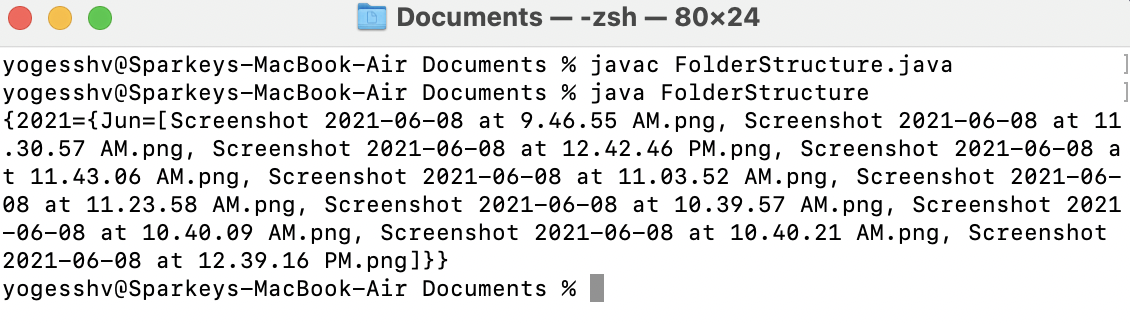 Documents — -zsh — 80×24
yogesshv@Sparkeys-MacBook-Air Documents % javac FolderStructure.java
yogesshv@Sparkeys-MacBook-Air Documents % java FolderStructure
{2021={Jun=[Screenshot 2021-06-08 at 9.46.55 AM.png, Screenshot 2021-06-08 at 11
.30.57 AM.png, Screenshot 2021-06-08 at 12.42.46 PM.png, Screenshot 2021-06-08 a
t 11.43.06 AM.png, Screenshot 2021-06-08 at 11.03.52 AM.png, Screenshot 2021-06-
08 at 11.23.58 AM.png, Screenshot 2021-06-08 at 10.39.57 AM.png, Screenshot 2021
-06-08 at 10.40.09 AM.png, Screenshot 2021-06-08 at 10.40.21 AM.png, Screenshot
2021-06-08 at 12.39.16 PM.png]}}
yogesshv@Sparkeys-MacBook-Air Documents %